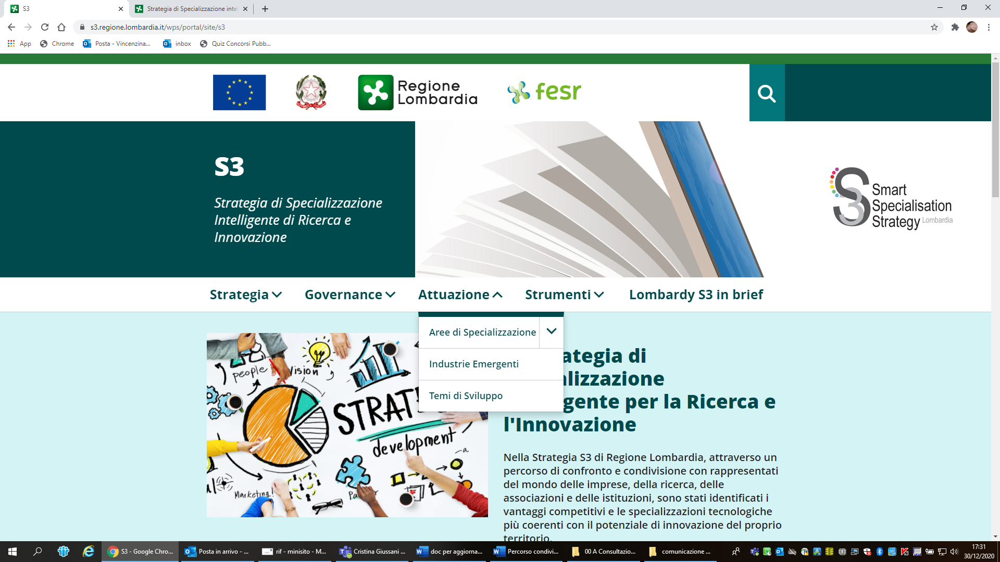 S3
Strategia di Specializzazione inte
s3.regione.lombardia.it/wps/portal/site/s3
App
Chrome
Posta - Vincenzina...
inbox
Quiz Concorsi Pubb...
Regione
Lombardia
fesr
S3
Strategia di Specializzazione
Intelligente di Ricerca e
Innovazione
S3
Smart
Specialisation
Strategy Lombardia
Strategia
Governance
Attuazione
Strumenti
Lombardy S3 in brief
Aree di Specializzazione
Industrie Emergenti
Temi di Sviluppo
people
Vision
STRAT
development
Marketing!
ategia di
alizzazione
gente per la Ricerca e
l'Innovazione
Nella Strategia S3 di Regione Lombardia, attraverso un
percorso di confronto e condivisione con rappresentati
del mondo delle imprese, della ricerca, delle
associazioni e delle istituzioni, sono stati identificati i
vantaggi competitivi e le specializzazioni tecnologiche
più coerenti con il potenziale di innovazione del proprio
territorio.
S3 - Google Chro...
Posta in arrivo - ...
rif - minisito - M...
Cristina Giussani ...
doc per aggiorna...
Percorso condivi...
00 A Consultazio...
comunicazione ...
17:31
30/12/2020